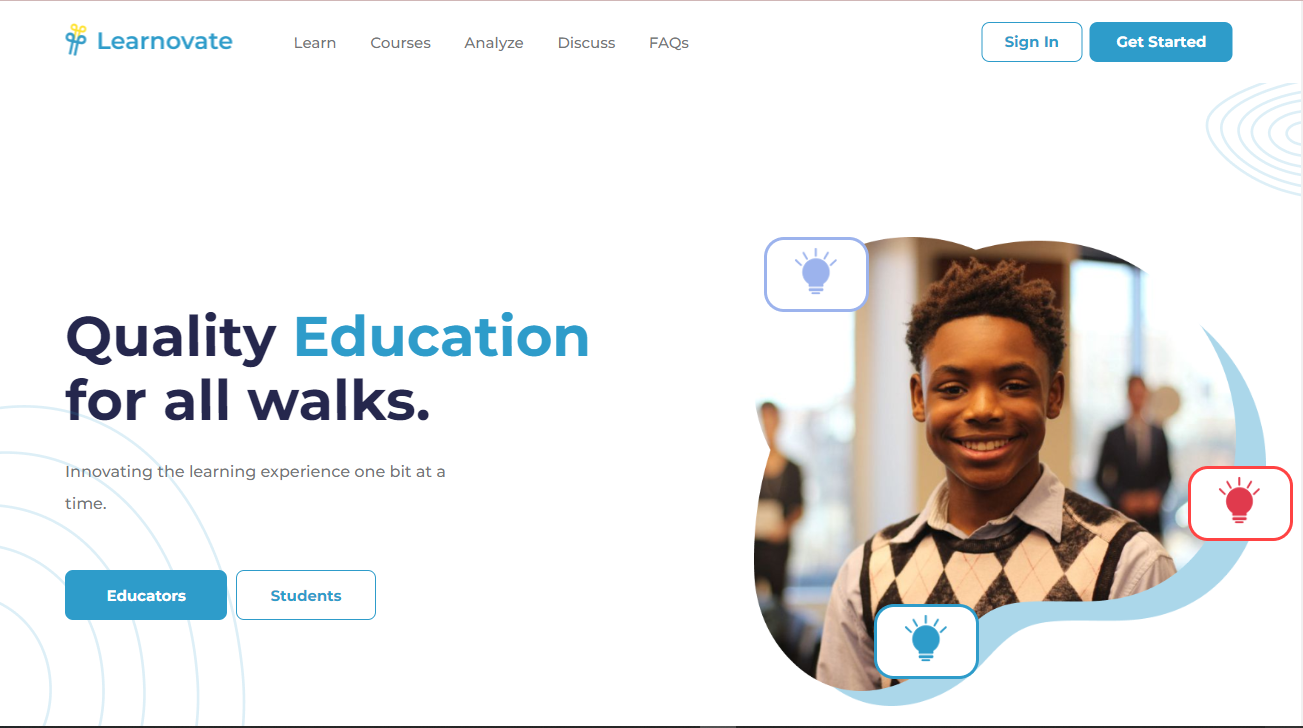 Learnovate
Learn
Courses
Analyze
Discuss
FAQs
Sign In
Get Started
Quality Education
for all walks.
Innovating the learning experience one bit at a
time.
Educators
Students